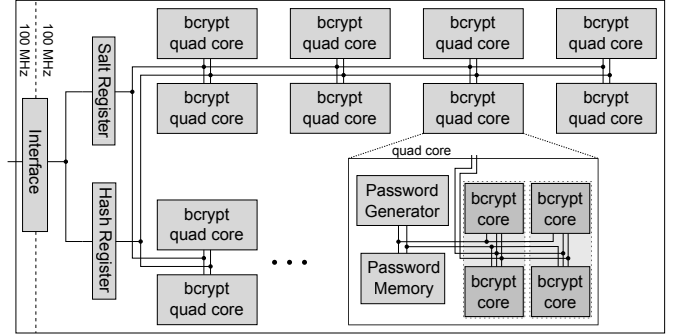 100 MHz
100 MHz
Interface
Salt Register
Hash Register
bcrypt
quad core
bcrypt
quad core
bcrypt
quad core
bcrypt
quad core
bcrypt
quad core
bcrypt
quad core
bcrypt
quad core
bcrypt
quad core
bcrypt
quad core
bcrypt
quad core
• • •
quad core
Password
Generator
Password
Memory
bcrypt
core
bcrypt
core
bcrypt
core
bcrypt
core